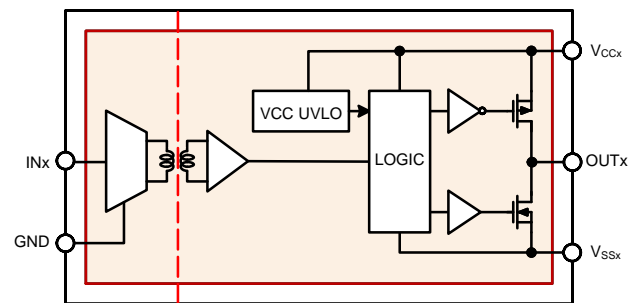 VCCx
VCC UVLO
INx
LOGIC
OUTx
GND
VSSx